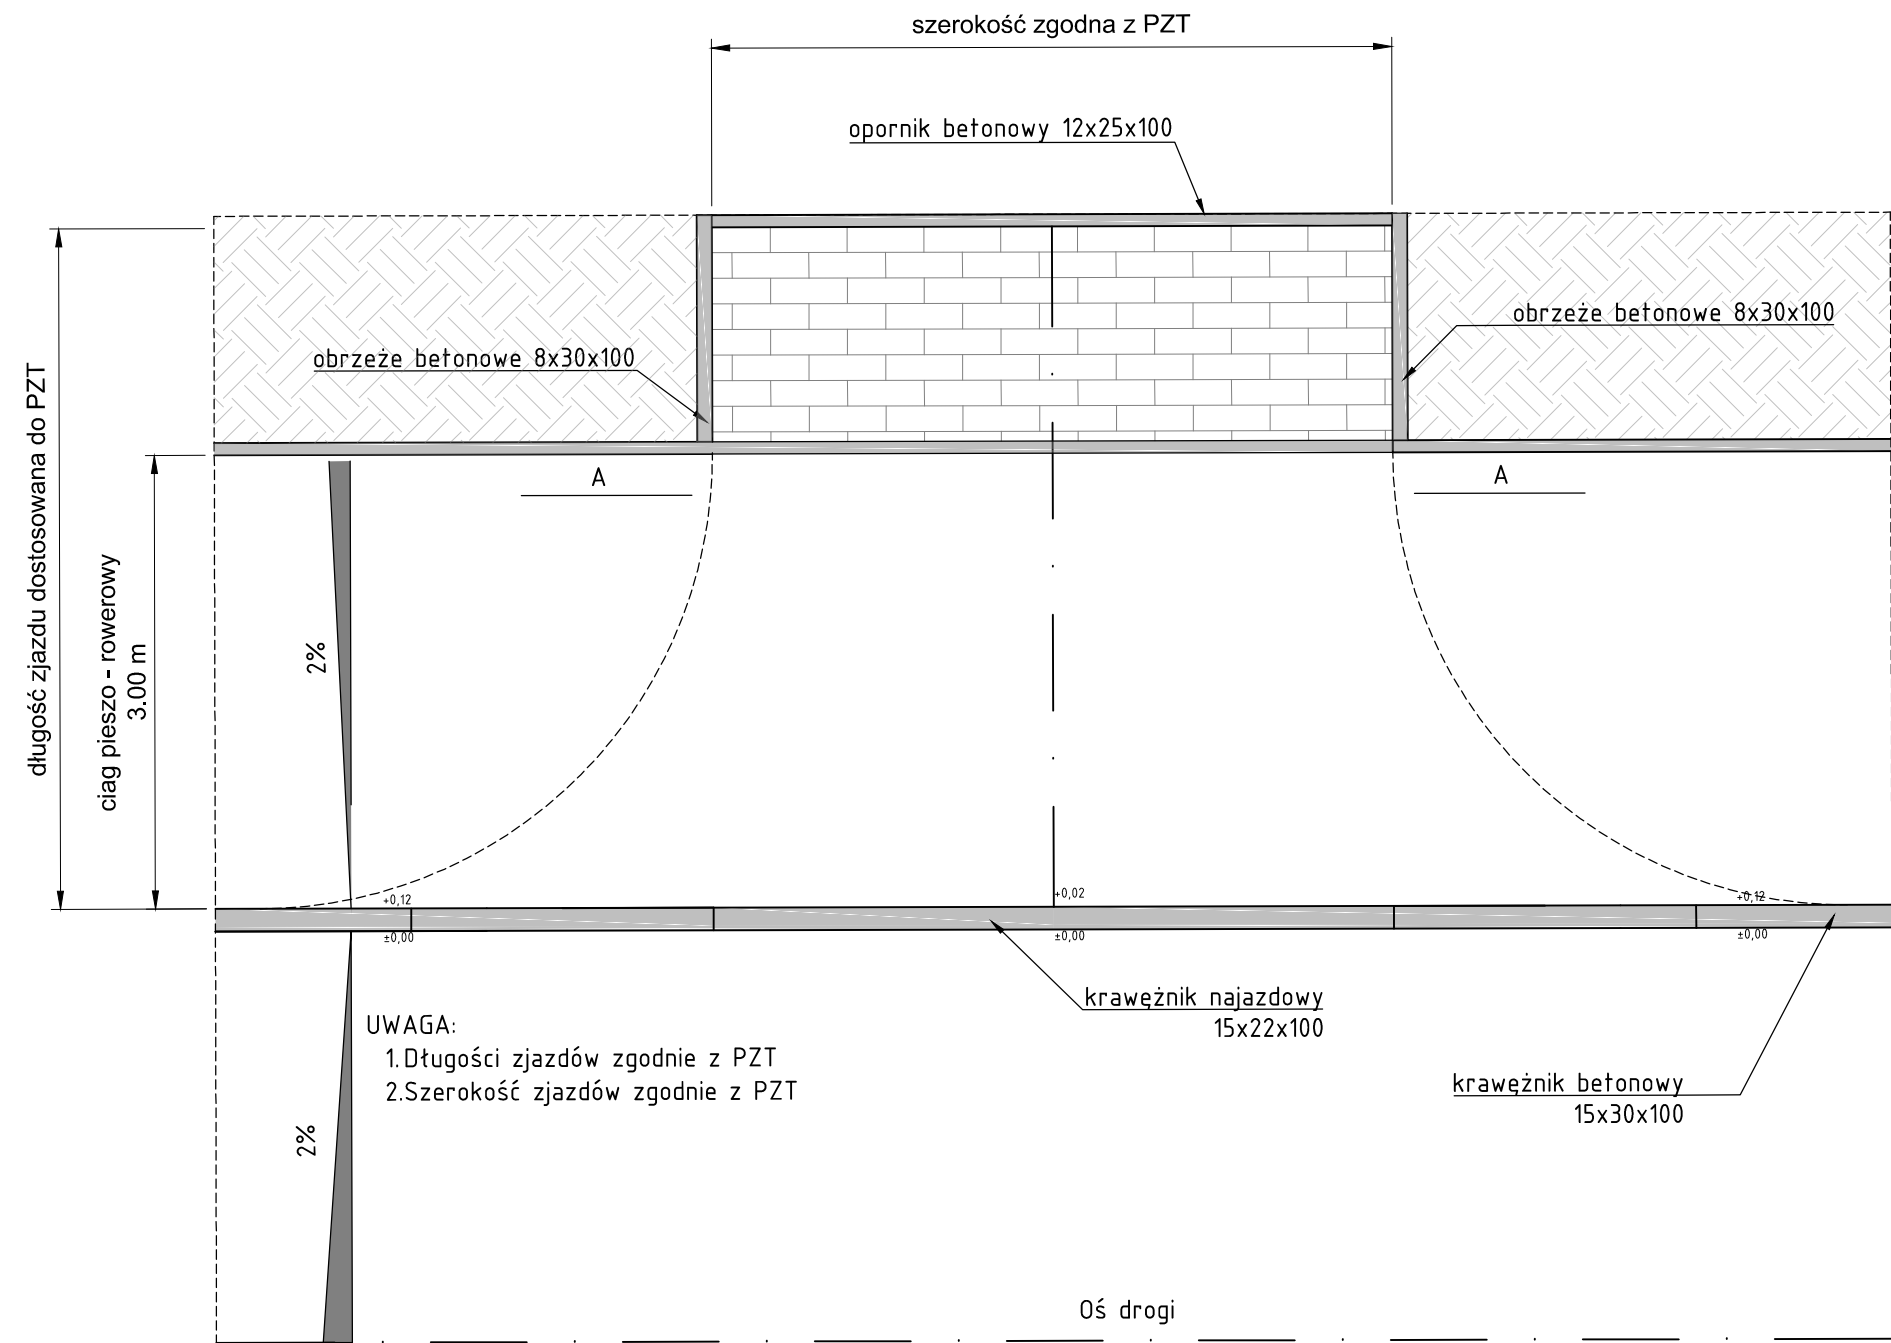 szerokość zgodna z PZT
opornik betonowy 12x25x100
obrzeże betonowe 8x30x100
obrzeże betonowe 8x30x100
długość zjazdu dostosowana do PZT
ciag pieszo - rowerowy
3.00 m
A
A
2%
+0,12
+0,02
+0,12
±0,00
±0,00
±0,00
krawężnik najazdowy
15x22x100
UWAGA:
1.Długości zjazdów zgodnie z PZT
2.Szerokość zjazdów zgodnie z PZT
krawężnik betonowy
15x30x100
2%
Oś drogi